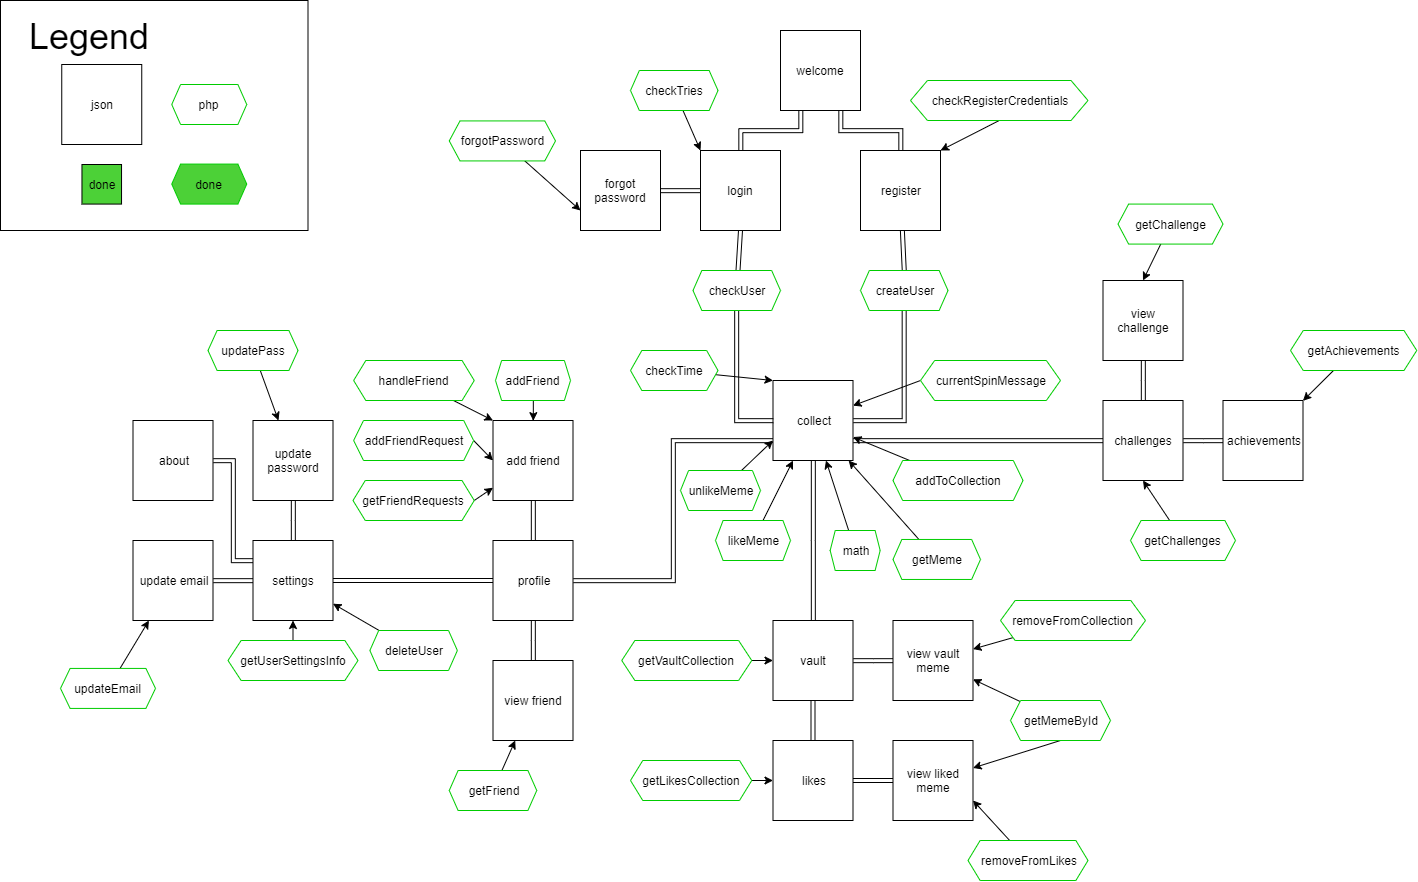 Legend
json
php
done
done
welcome
checkTries
checkRegisterCredentials
forgotPassword
forgot
password
login
register
getChallenge
checkUser
createUser
view
challenge
updatePass
handleFriend
addFriend
checkTime
currentSpinMessage
getAchievements
about
update
password
addFriendRequest
add friend
collect
challenges
achievements
getFriendRequests
unlikeMeme
addToCollection
likeMeme
math
getMeme
getChallenges
update email
settings
profile
getUserSettingsInfo
deleteUser
removeFromCollection
updateEmail
view friend
getVaultCollection
vault
view vault
meme
getMemeById
getFriend
getLikesCollection
likes
view liked
meme
removeFromLikes